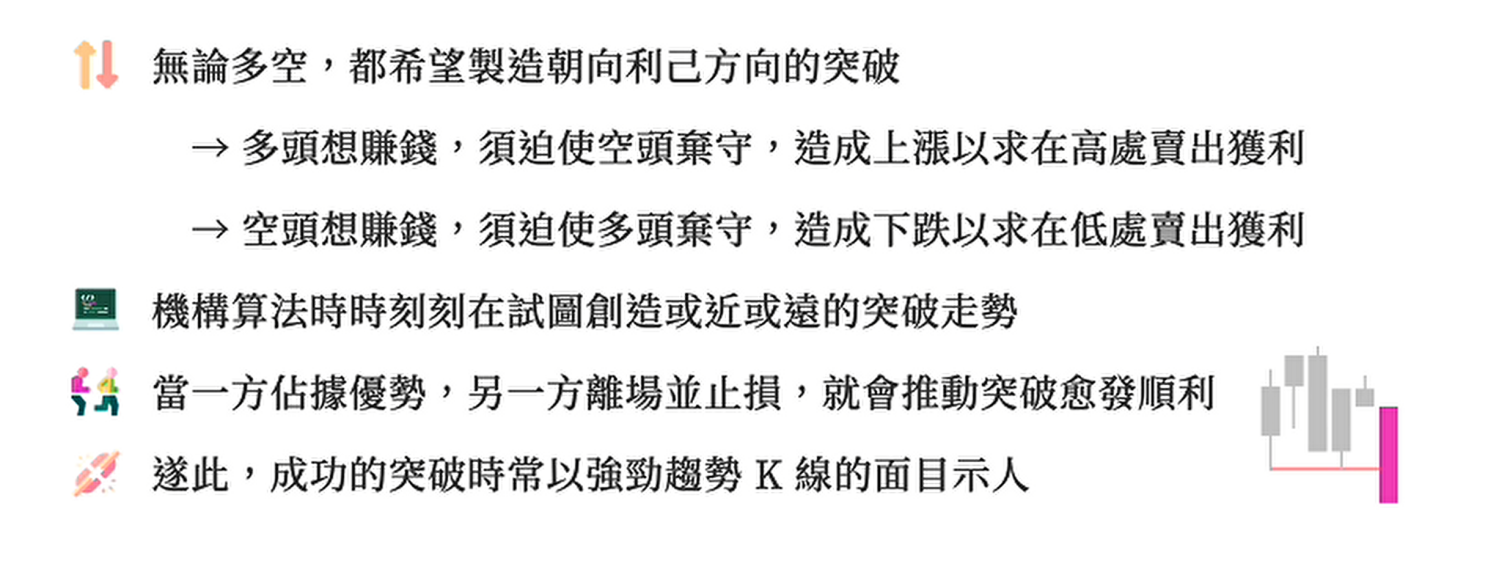 無論多空，都希望製造朝向利己方向的突破
→ 多頭想賺錢，須迫使空頭棄守，造成上漲以求在高處賣出獲利
→ 空頭想賺錢，須迫使多頭棄守，造成下跌以求在低處賣出獲利
機構算法時時刻刻在試圖創造或近或遠的突破走勢
當一方佔據優勢，另一方離場並止損，就會推動突破愈發順利
遂此，成功的突破時常以強勁趨勢 K 線的面目示人